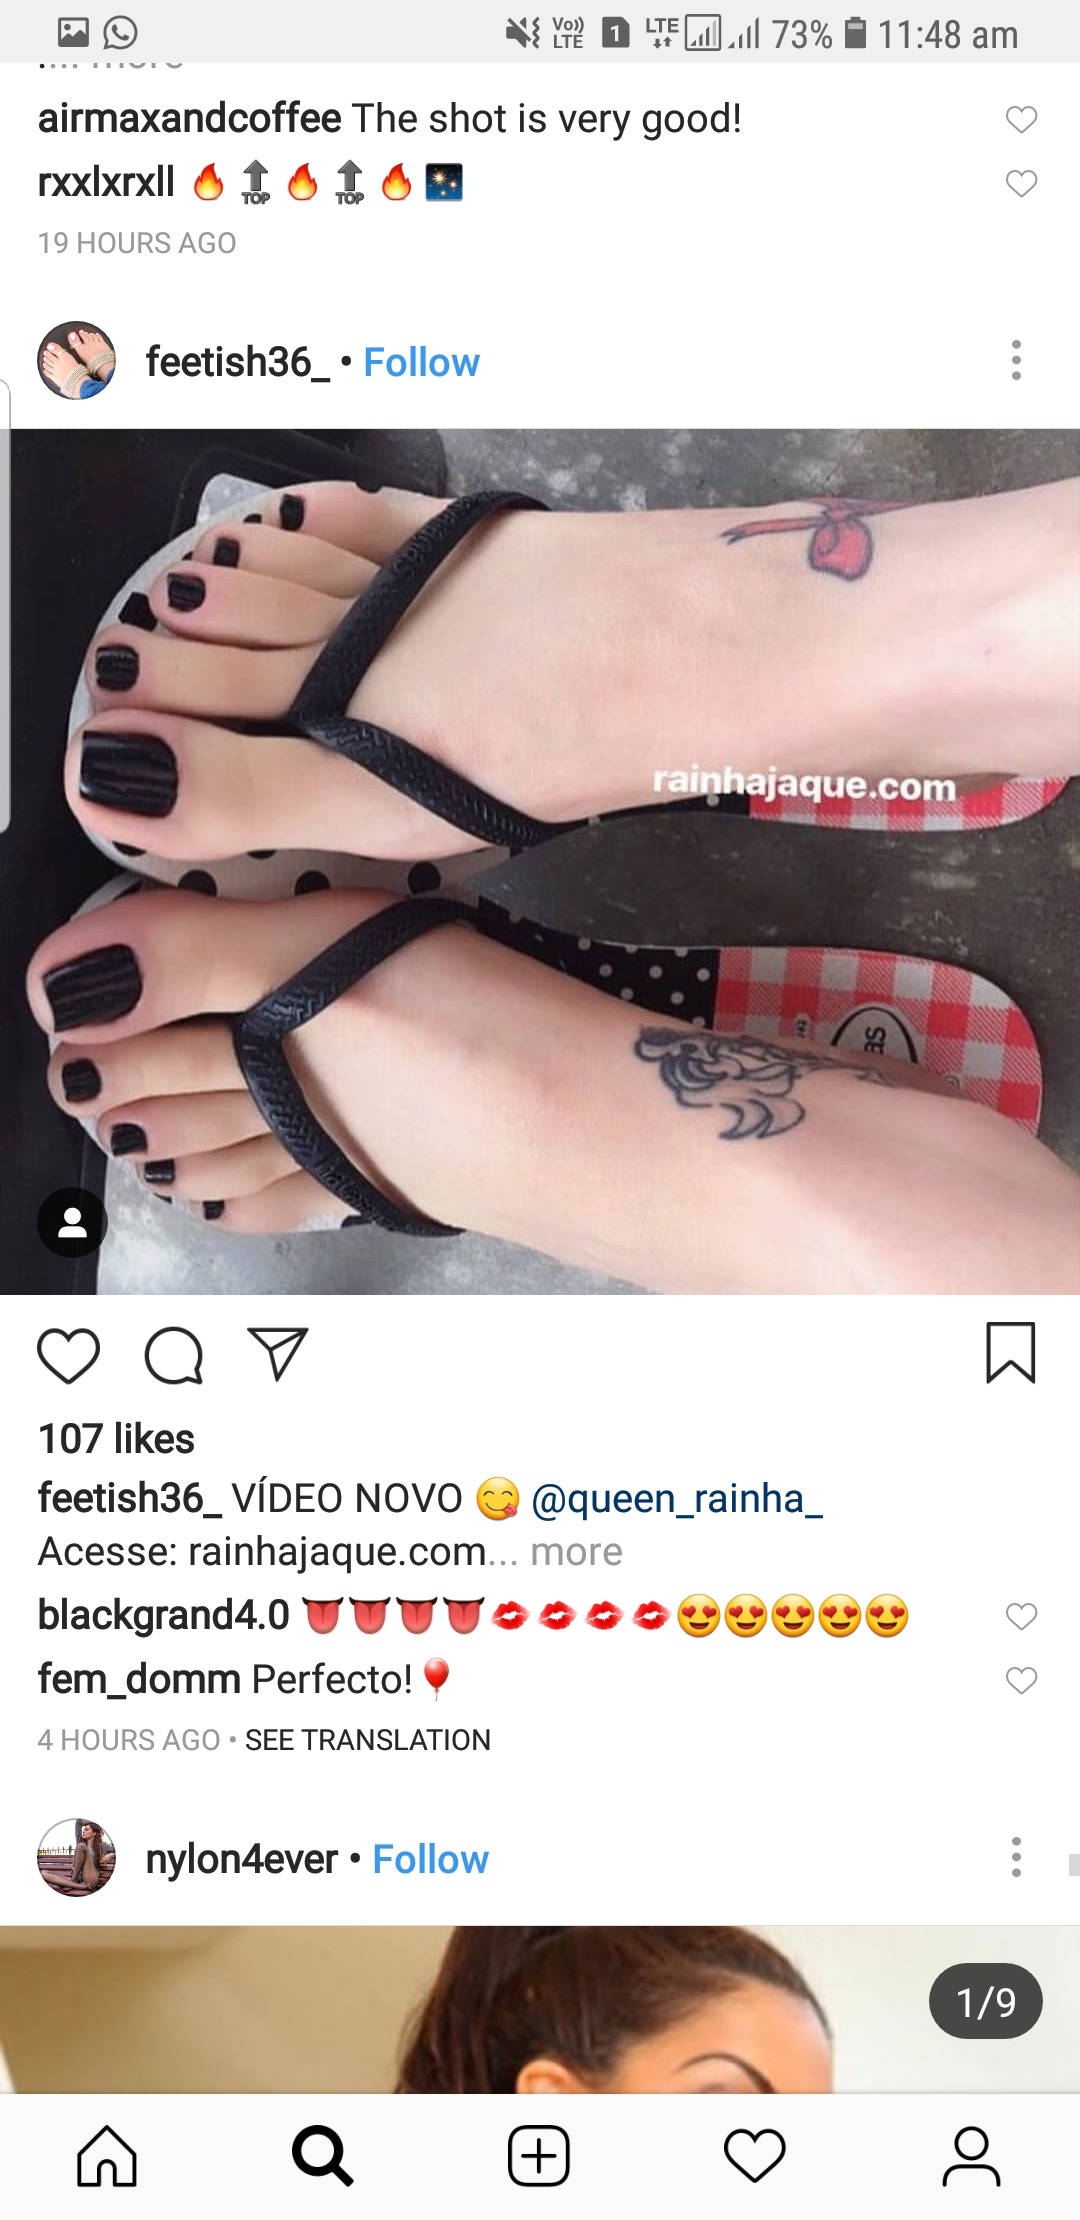 Vo)) LTE 1 LTE 73% 11:48 am
.... more
airmaxandcoffee The shot is very good!
rxxlxrxll 🔥🔝🔥🔝🔥🎇
19 HOURS AGO
feetish36_ • Follow
rainhajaque.com
as
107 likes
feetish36_ VÍDEO NOVO 😋 @queen_rainha_
Acesse: rainhajaque.com... more
blackgrand4.0 👅👅👅👅💋💋💋💋😍😍😍😍😍
fem_domm Perfecto!🎈
4 HOURS AGO • SEE TRANSLATION
nylon4ever • Follow
1/9